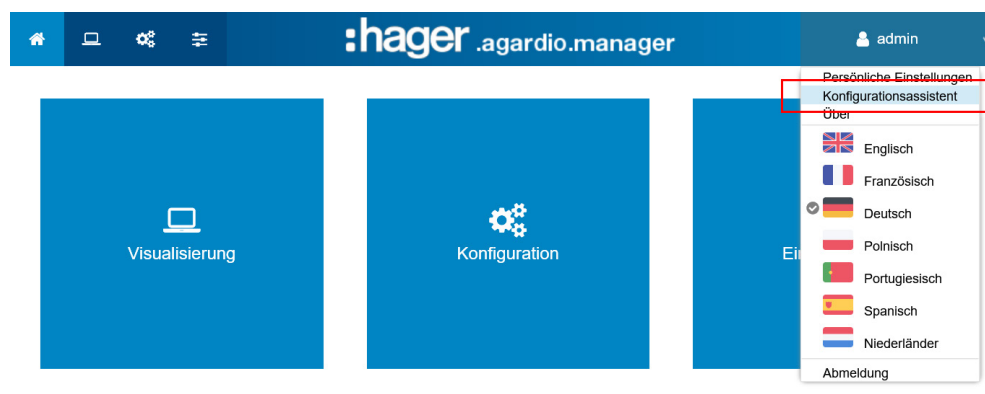 :hager .agardio.manager
admin
Persönliche Einstellungen
Konfigurationsassistent
Über
Englisch
Französisch
Deutsch
Polnisch
Portugiesisch
Spanisch
Niederländer
Abmeldung
Visualisierung
Konfiguration